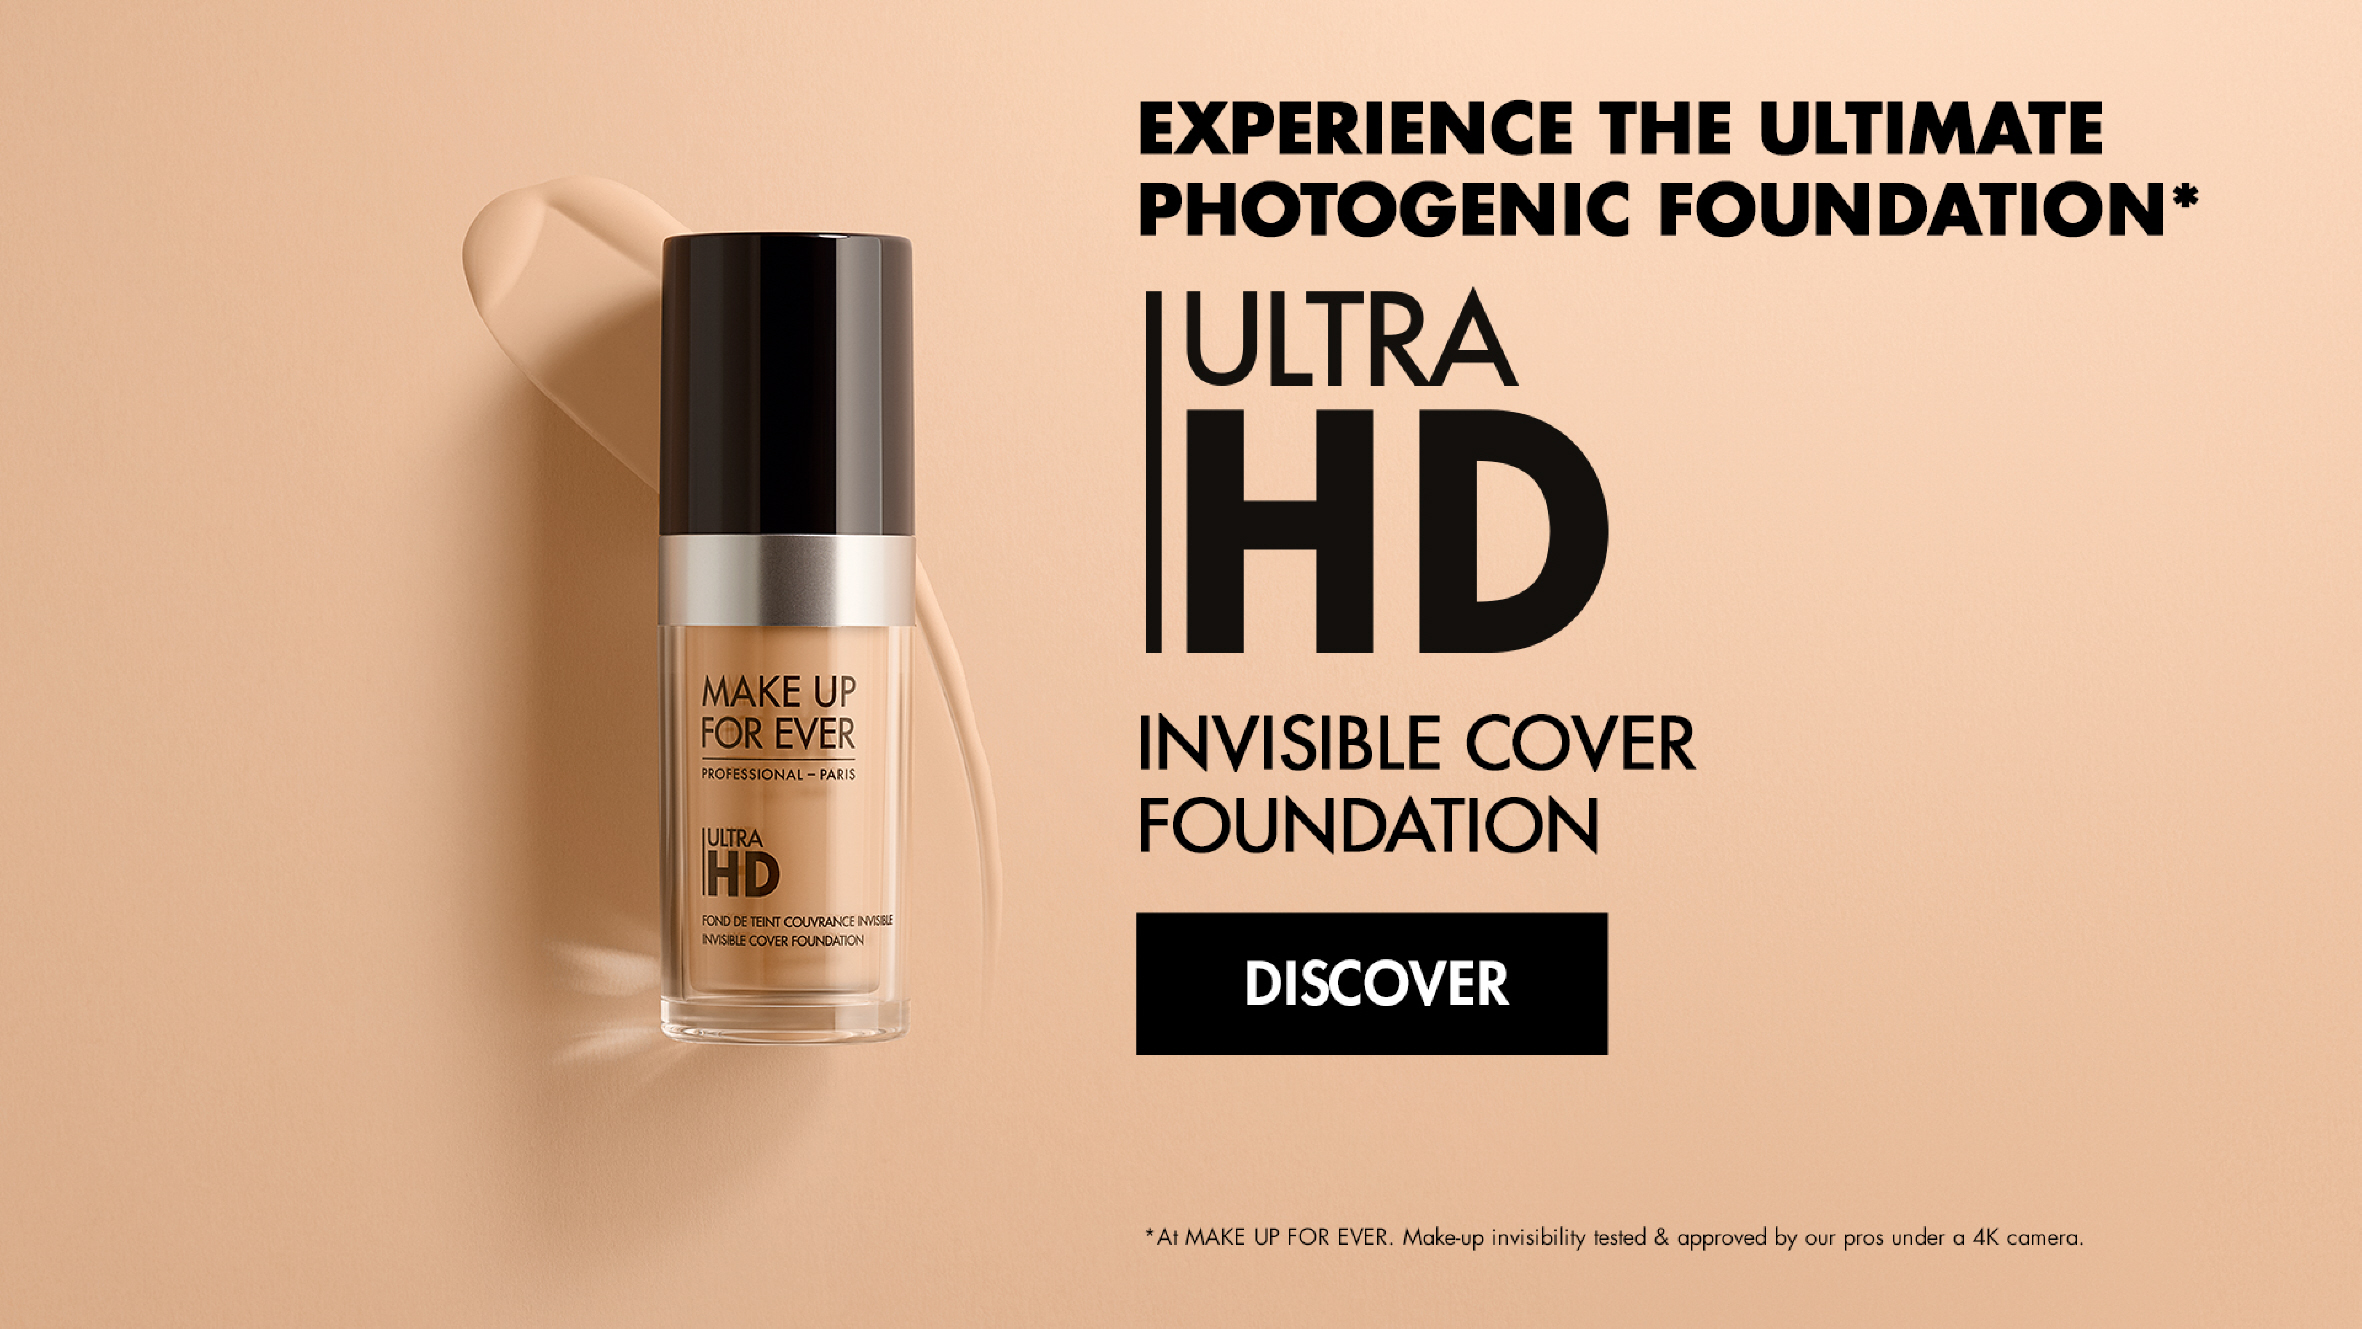 EXPERIENCE THE ULTIMATE
PHOTOGENIC FOUNDATION*
ULTRA
HD
INVISIBLE COVER
FOUNDATION
DISCOVER
*At MAKE UP FOR EVER. Make-up invisibility tested & approved by our pros under a 4K camera.
MAKE UP
FOR EVER
PROFESSIONAL – PARIS
ULTRA
HD
FOND DE TEINT COUVRANCE INVISIBLE
INVISIBLE COVER FOUNDATION